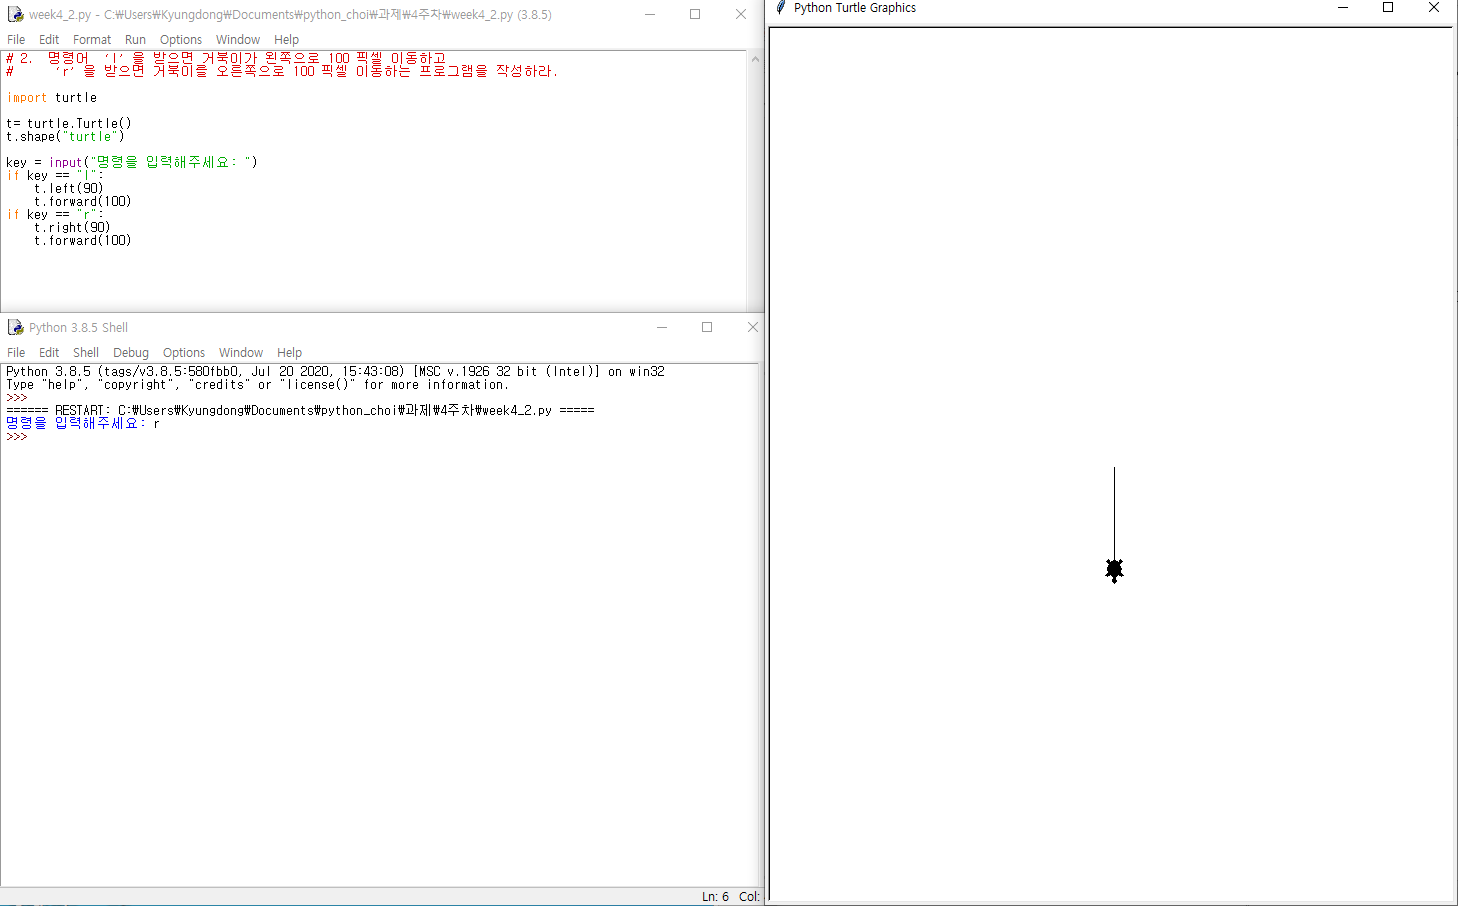 week4_2.py - C:₩Users₩Kyungdong₩Documents₩python_choi₩과제₩4주차₩week4_2.py (3.8.5)
File Edit Format Run Options Window Help
# 2. 명령어 ‘l’ 을 받으면 거북이가 왼쪽으로 100 픽셀 이동하고
# ‘r’ 을 받으면 거북이를 오른쪽으로 100 픽셀 이동하는 프로그램을 작성하라.
import turtle
t= turtle.Turtle()
t.shape("turtle")
key = input("명령을 입력해주세요: ")
if key == "l":
    t.left(90)
    t.forward(100)
if key == "r":
    t.right(90)
    t.forward(100)
Python 3.8.5 Shell
File Edit Shell Debug Options Window Help
Python 3.8.5 (tags/v3.8.5:580fbb0, Jul 20 2020, 15:43:08) [MSC v.1926 32 bit (Intel)] on win32
Type "help", "copyright", "credits" or "license()" for more information.
>>>
====== RESTART: C:₩Users₩Kyungdong₩Documents₩python_choi₩과제₩4주차₩week4_2.py =====
명령을 입력해주세요: r
>>>
Ln: 6 Col:
Python Turtle Graphics